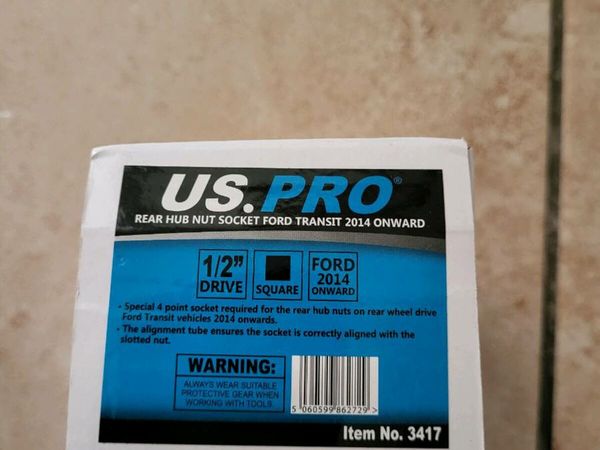 US.PRO®
REAR HUB NUT SOCKET FORD TRANSIT 2014 ONWARD
1/2"
DRIVE
SQUARE
FORD
2014
ONWARD
- Special 4 point socket required for the rear hub nuts on rear wheel drive
Ford Transit vehicles 2014 onwards.
- The alignment tube ensures the socket is correctly aligned with the
slotted nut.
WARNING:
ALWAYS WEAR SUITABLE
PROTECTIVE GEAR WHEN
WORKING WITH TOOLS
5 060599 862729 >
Item No. 3417